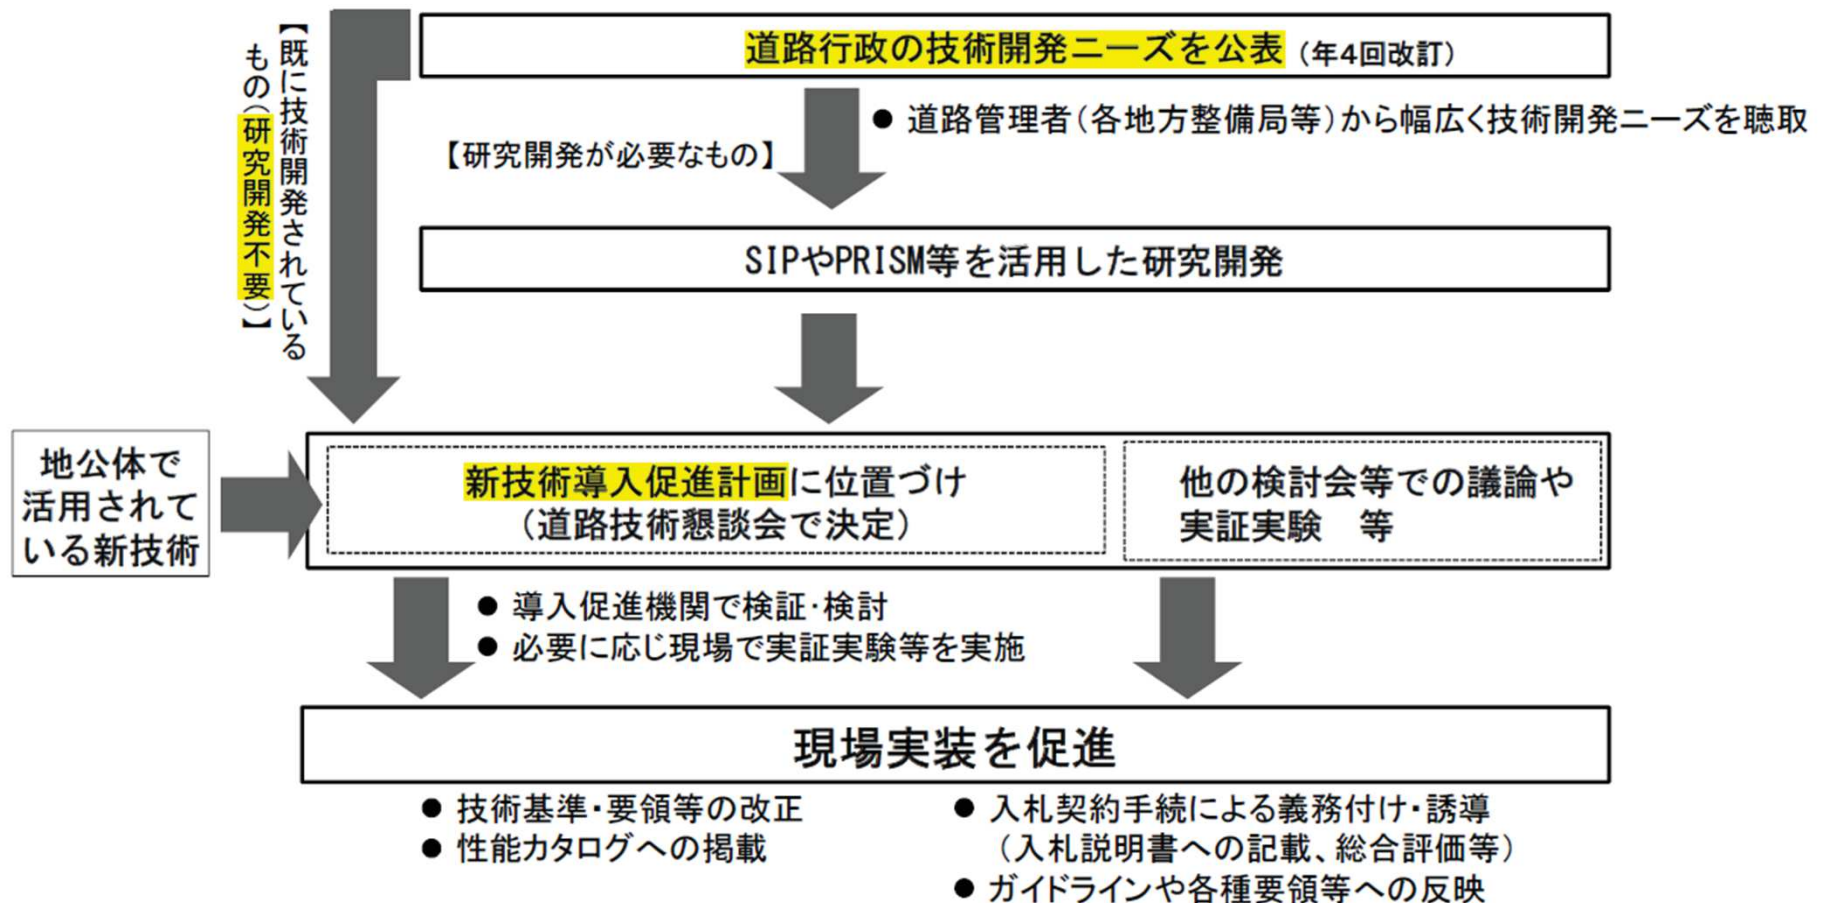 道路行政の技術開発ニーズを公表（年4回改訂）
【既に技術開発されている
もの（研究開発不要）】
● 道路管理者（各地方整備局等）から幅広く技術開発ニーズを聴取
【研究開発が必要なもの】
SIPやPRISM等を活用した研究開発
地公体で
活用されて
いる新技術
新技術導入促進計画に位置づけ
（道路技術懇談会で決定）
他の検討会等での議論や
実証実験　等
● 導入促進機関で検証・検討
● 必要に応じ現場で実証実験等を実施
現場実装を促進
● 技術基準・要領等の改正
● 性能カタログへの掲載
● 入札契約手続による義務付け・誘導
（入札説明書への記載、総合評価等）
● ガイドラインや各種要領等への反映